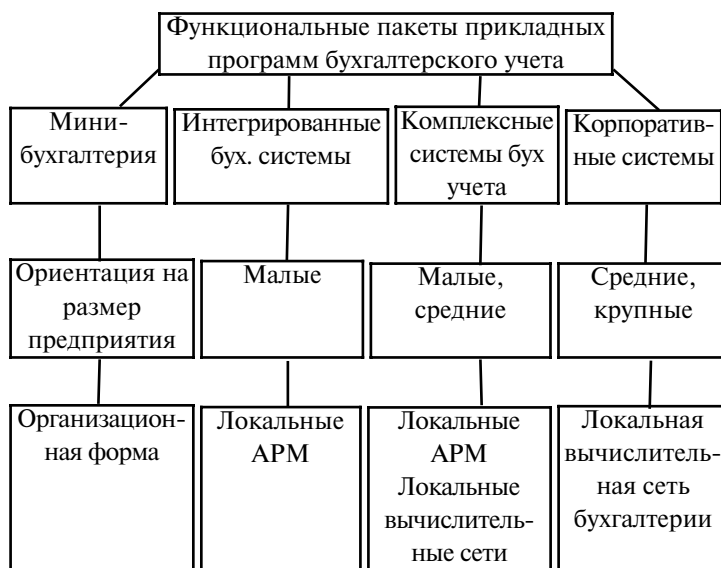 Функциональные пакеты прикладных
программ бухгалтерского учета
Мини-
бухгалтерия
Интегрированные
бух. системы
Комплексные
системы бух
учета
Корпоратив-
ные системы
Ориентация на
размер
предприятия
Малые
Малые,
средние
Средние,
крупные
Организацион-
ная форма
Локальные
АРМ
Локальные
АРМ
Локальные
вычислитель-
ные сети
Локальная
вычислитель-
ная сеть
бухгалтерии